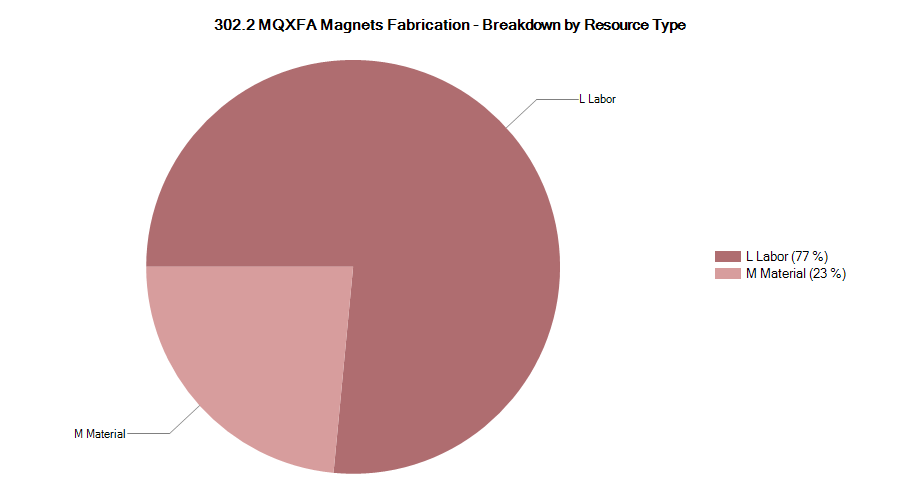 302.2 MQXFA Magnets Fabrication - Breakdown by Resource Type
L Labor
L Labor (77 %)
M Material (23 %)
M Material